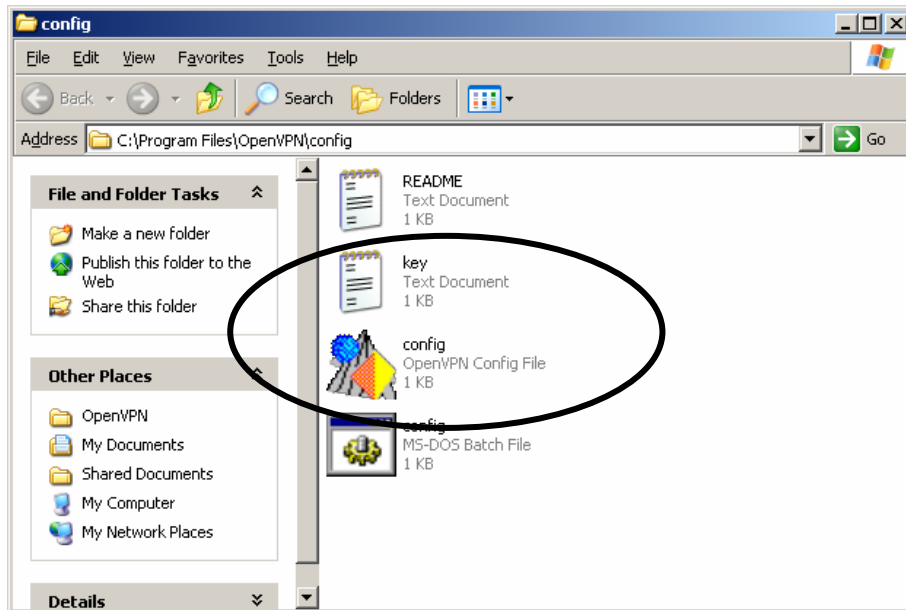 config
File Edit View Favorites Tools Help
Back Search Folders
Address C:\Program Files\OpenVPN\config Go
File and Folder Tasks
Make a new folder
Publish this folder to the
Web
Share this folder
Other Places
OpenVPN
My Documents
Shared Documents
My Computer
My Network Places
Details
README
Text Document
1 KB
key
Text Document
1 KB
config
OpenVPN Config File
1 KB
config
MS-DOS Batch File
1 KB